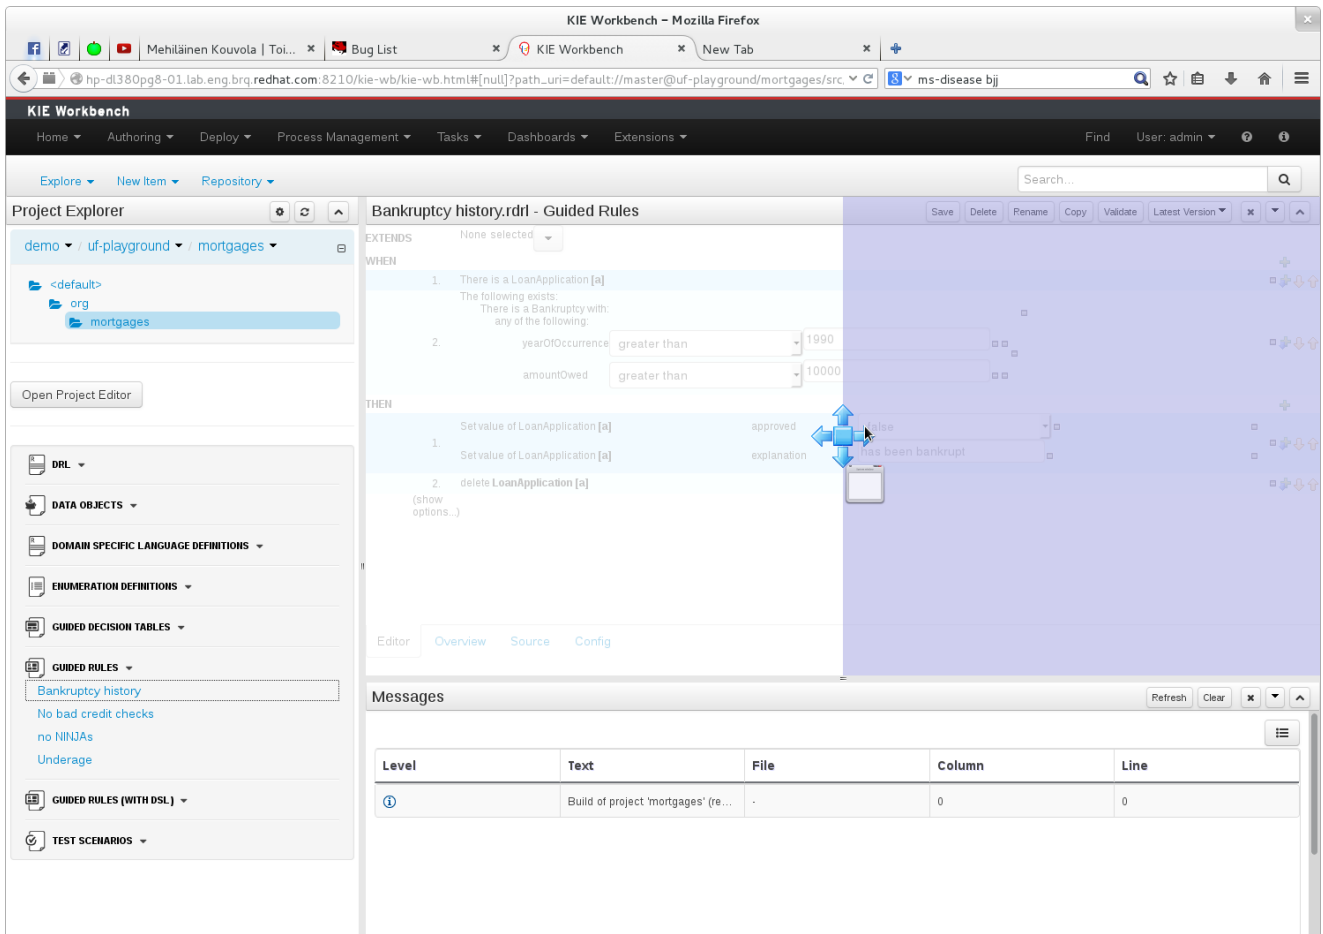 KIE Workbench - Mozilla Firefox
Mehiläinen Kouvola | Toi... Bug List KIE Workbench New Tab
hp-dl380pg8-01.lab.eng.brq.redhat.com:8210/kie-wb/kie-wb.html#[null]?path_uri=default://master@uf-playground/mortgages/src. ms-disease bjj
KIE Workbench
Home Authoring Deploy Process Management Tasks Dashboards Extensions Find User: admin
Explore New Item Repository Search...
Project Explorer
demo / uf-playground / mortgages
<default>
org
mortgages
Open Project Editor
DRL
DATA OBJECTS
DOMAIN SPECIFIC LANGUAGE DEFINITIONS
ENUMERATION DEFINITIONS
GUIDED DECISION TABLES
GUIDED RULES
Bankruptcy history
No bad credit checks
no NINJAs
Underage
GUIDED RULES (WITH DSL)
TEST SCENARIOS
Bankruptcy history.rdrl - Guided Rules
Save Delete Rename Copy Validate Latest Version
EXTENDS None selected
WHEN
1. There is a LoanApplication [a]
The following exists:
There is a Bankruptcy with:
any of the following:
2. yearOfOccurrence greater than 1990
amountOwed greater than 10000
THEN
Set value of LoanApplication [a] approved false
1.
Set value of LoanApplication [a] explanation has been bankrupt
2. delete LoanApplication [a]
(show
options...)
Editor Overview Source Config
Messages
Refresh Clear
Level Text File Column Line
Build of project 'mortgages' (re... - 0 0